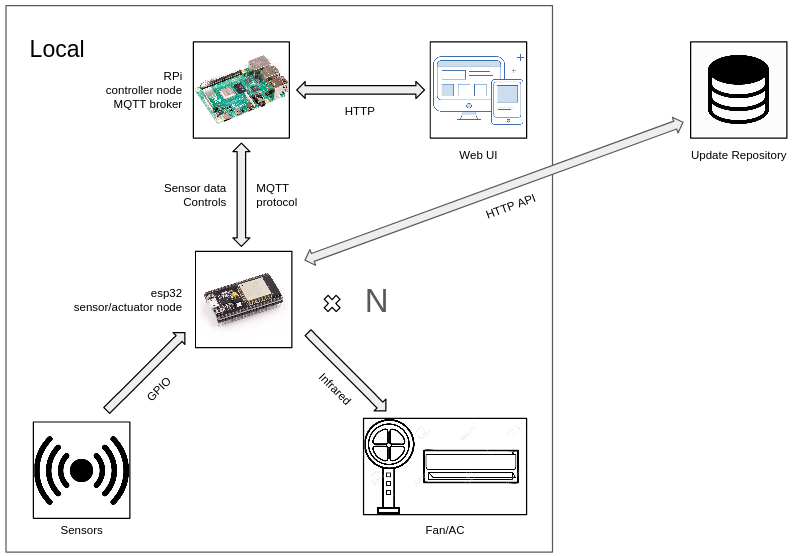 Local
RPi
controller node
MQTT broker
HTTP
Web UI
Update Repository
Sensor data
Controls
MQTT
protocol
HTTP API
esp32
sensor/actuator node
N
GPIO
Infrared
Sensors
Fan/AC